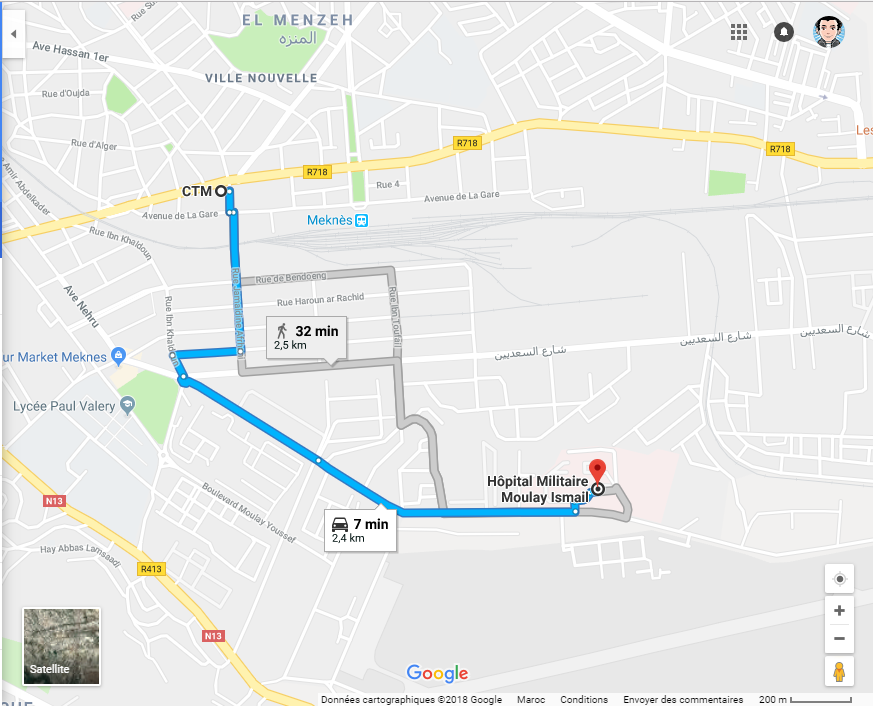 EL MENZEH
المنزه
Ave Hassan 1er
VILLE NOUVELLE
Rue d'Oujda
Rue d'Alger
R718
R718
R718
Les
CTM
Rue 4
Avenue de La Gare
Avenue de La Gare
Meknès
Amir Abdelkader
Rue Ibn Khaldoun
Rue de Bendoeng
Rue Haroun ar Rachid
Rue Ibn Toufail
Ave Nehru
Rue Ibn Khaldoun
32 min
2,5 km
شارع السعديين
شارع السعديين
شارع السعديين
ur Market Meknes
Lycée Paul Valery
Hôpital Militaire
Moulay Ismail
7 min
2,4 km
N13
Boulevard Moulay Youssef
Hay Abbas Lamsaadi
R413
N13
Satellite
Google
Données cartographiques ©2018 Google Maroc Conditions Envoyer des commentaires 200 m